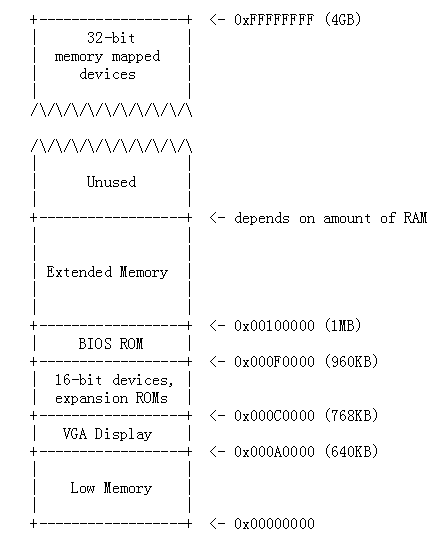 +------------------+ <- 0xFFFFFFFF (4GB)
| 32-bit |
| memory mapped |
| devices |
| |
/\/\/\/\/\/\/\/\/\/\
/\/\/\/\/\/\/\/\/\/\
| |
| Unused |
| |
+------------------+ <- depends on amount of RAM
| |
| |
| Extended Memory |
| |
| |
+------------------+ <- 0x00100000 (1MB)
| BIOS ROM |
+------------------+ <- 0x000F0000 (960KB)
| 16-bit devices, |
| expansion ROMs |
+------------------+ <- 0x000C0000 (768KB)
| VGA Display |
+------------------+ <- 0x000A0000 (640KB)
| |
| Low Memory |
| |
+------------------+ <- 0x00000000